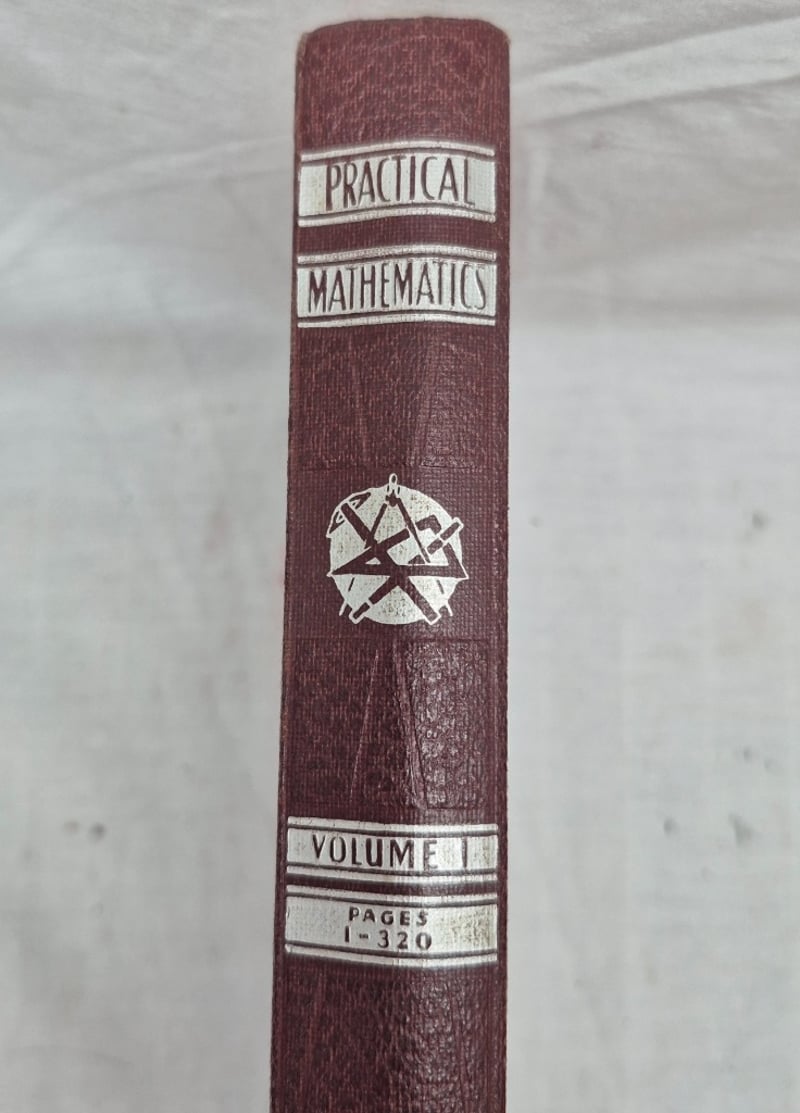 PRACTICAL
MATHEMATICS
VOLUME I
PAGES
1-320